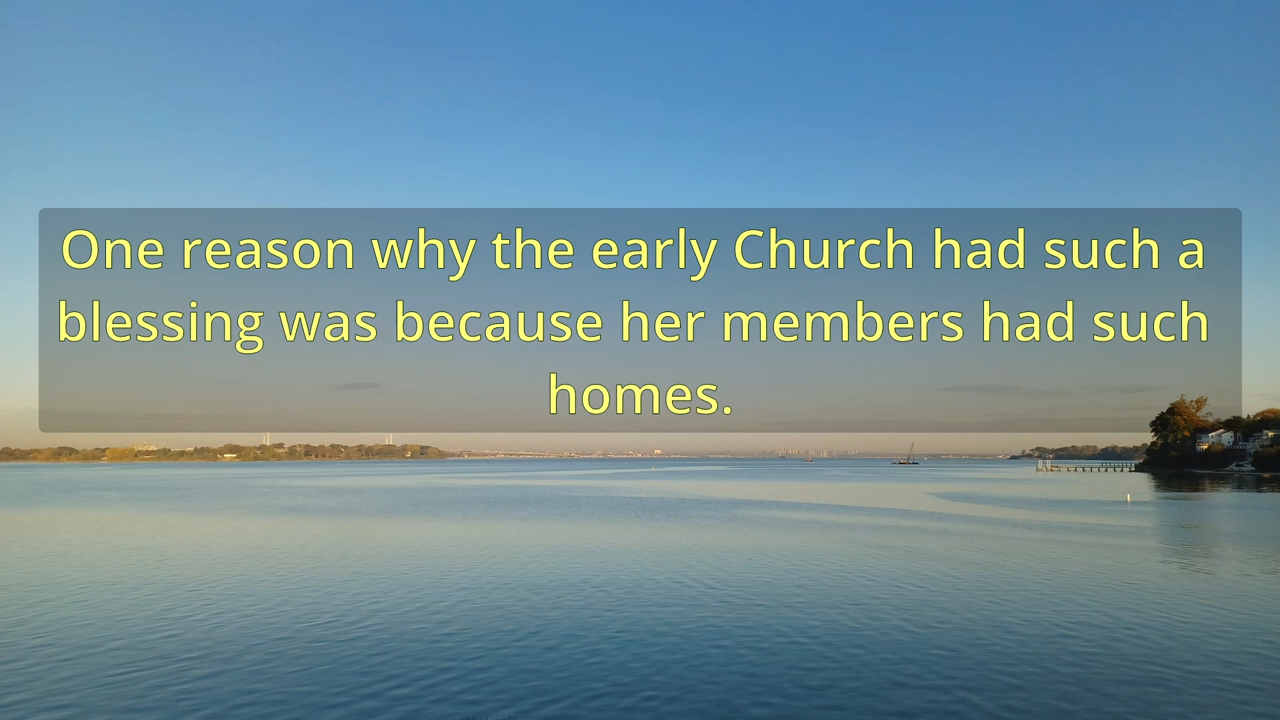 One reason why the early Church had such a
blessing was because her members had such
homes.